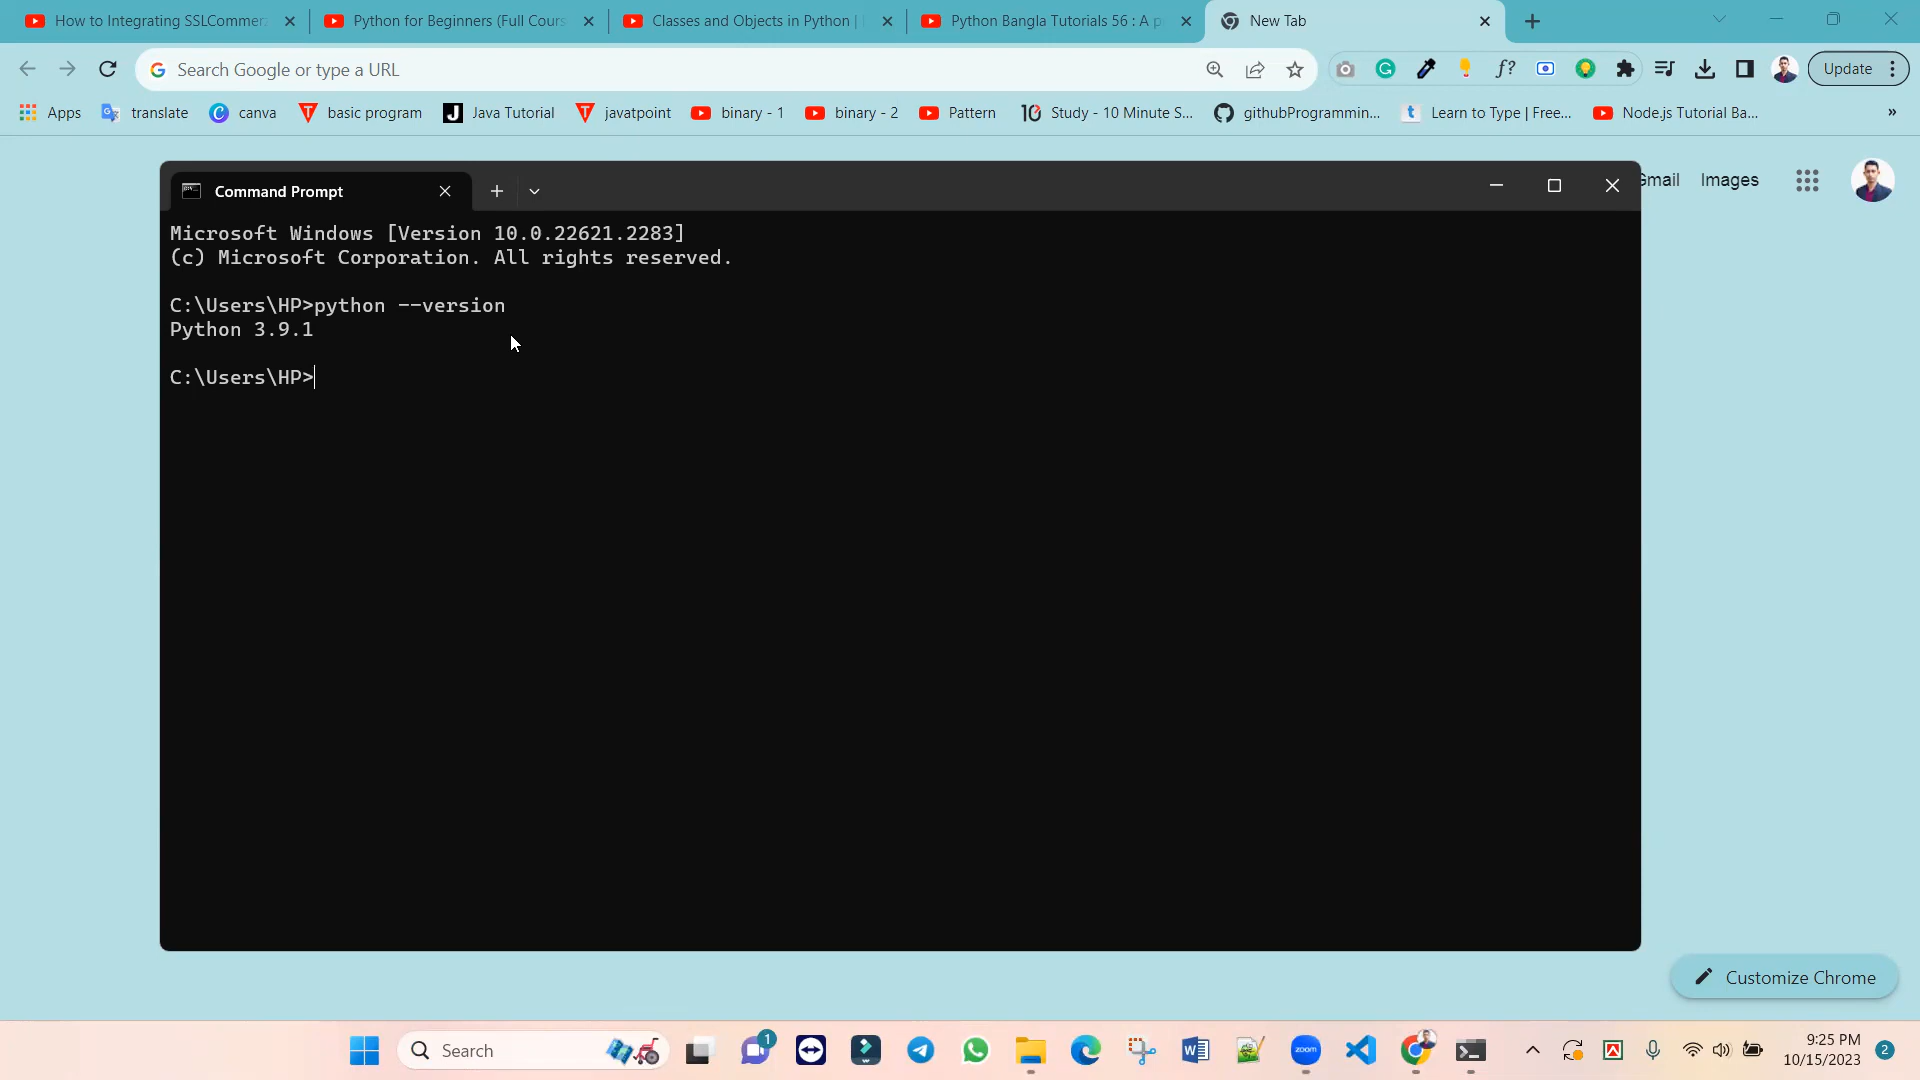 How to Integrating SSLCommer
Python for Beginners (Full Cours
Classes and Objects in Python |
Python Bangla Tutorials 56 : A p
New Tab
Search Google or type a URL
f?
Update
Apps
translate
canva
basic program
Java Tutorial
javatpoint
binary - 1
binary - 2
Pattern
Study - 10 Minute S...
githubProgrammin...
Learn to Type | Free...
Node.js Tutorial Ba...
»
Command Prompt
Gmail
Images
Microsoft Windows [Version 10.0.22621.2283]
(c) Microsoft Corporation. All rights reserved.
C:\Users\HP>python --version
Python 3.9.1
C:\Users\HP>
Customize Chrome
Search
1
zoom
9:25 PM
10/15/2023
2